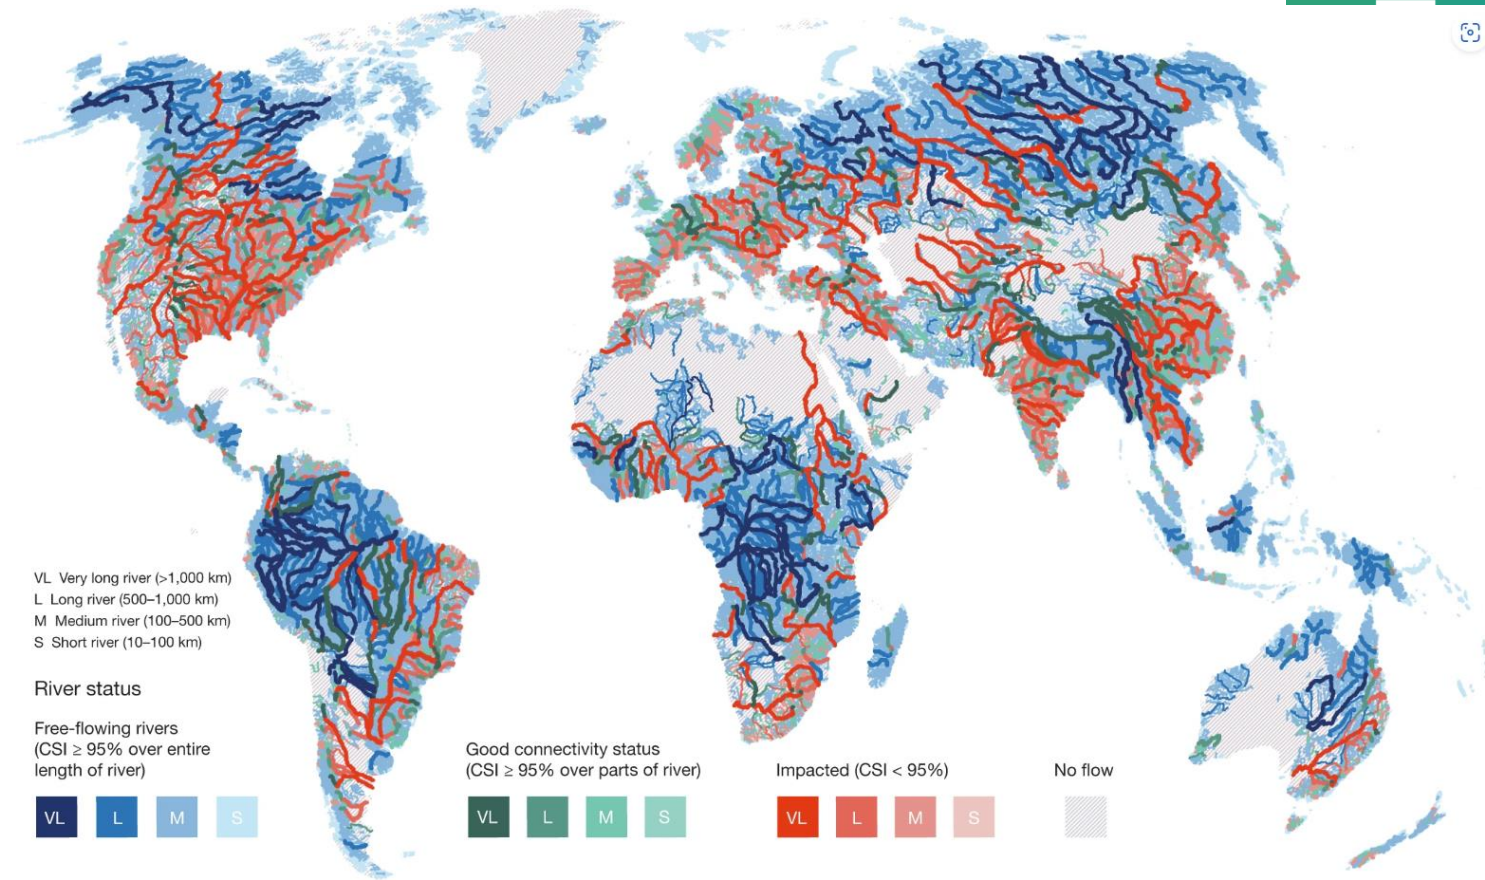 VL Very long river (>1,000 km)
L Long river (500–1,000 km)
M Medium river (100–500 km)
S Short river (10–100 km)
River status
Free-flowing rivers
(CSI ≥ 95% over entire
length of river)
VL L M S
Good connectivity status
(CSI ≥ 95% over parts of river)
VL L M S
Impacted (CSI < 95%)
VL L M S
No flow